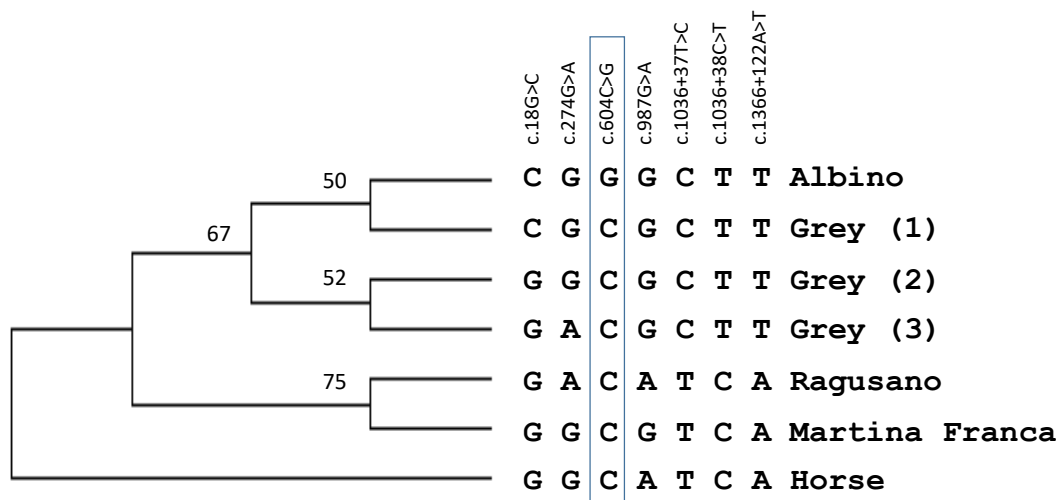 c.18G>C c.274G>A c.604C>G c.987G>A c.1036+37T>C c.1036+38C>T c.1366+122A>T
50 C G G G C T T Albino
67 C G C G C T T Grey (1)
52 G G C G C T T Grey (2)
G A C G C T T Grey (3)
75 G A C A T C A Ragusano
G G C G T C A Martina Franca
G G C A T C A Horse